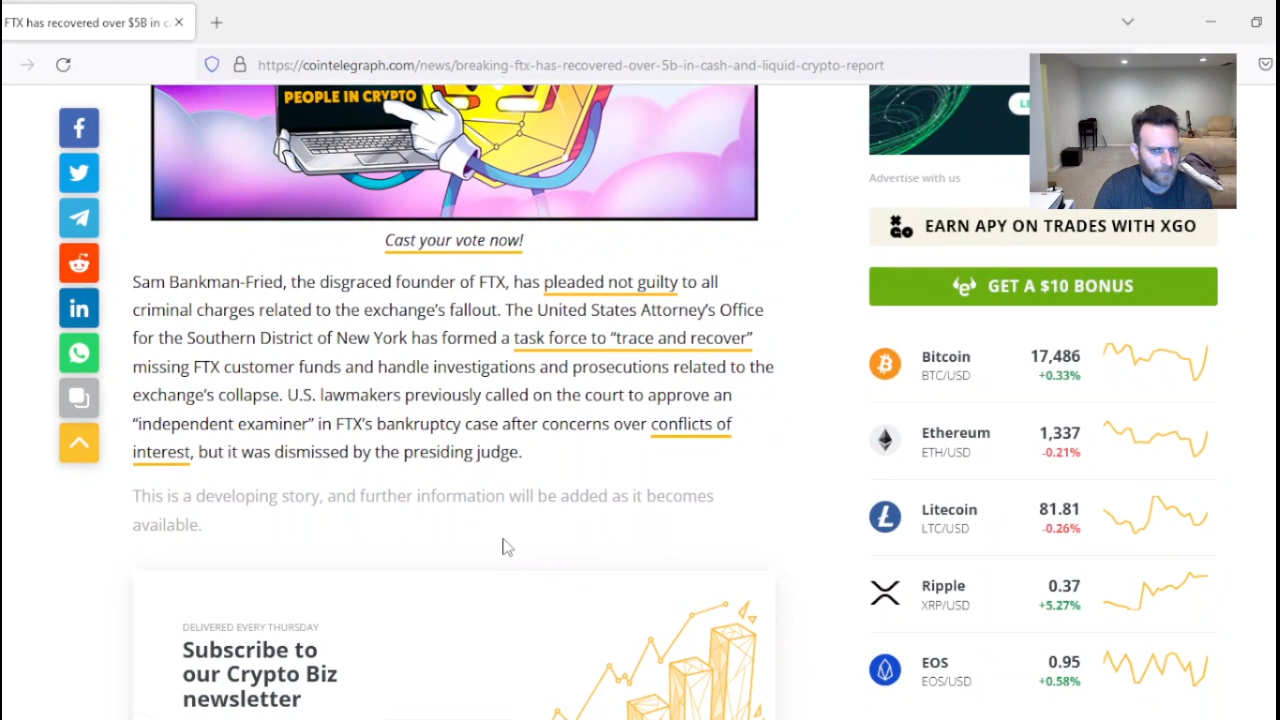 FTX has recovered over $5B in c
https://cointelegraph.com/news/breaking-ftx-has-recovered-over-5b-in-cash-and-liquid-crypto-report
PEOPLE IN CRYPTO
Cast your vote now!
Sam Bankman-Fried, the disgraced founder of FTX, has pleaded not guilty to all
criminal charges related to the exchange’s fallout. The United States Attorney’s Office
for the Southern District of New York has formed a task force to “trace and recover”
missing FTX customer funds and handle investigations and prosecutions related to the
exchange’s collapse. U.S. lawmakers previously called on the court to approve an
“independent examiner” in FTX’s bankruptcy case after concerns over conflicts of
interest, but it was dismissed by the presiding judge.
This is a developing story, and further information will be added as it becomes
available.
DELIVERED EVERY THURSDAY
Subscribe to
our Crypto Biz
newsletter
Advertise with us
XGO EARN APY ON TRADES WITH XGO
GET A $10 BONUS
Bitcoin 17,486
BTC/USD +0.33%
Ethereum 1,337
ETH/USD -0.21%
Litecoin 81.81
LTC/USD -0.26%
Ripple 0.37
XRP/USD +5.27%
EOS 0.95
EOS/USD +0.58%